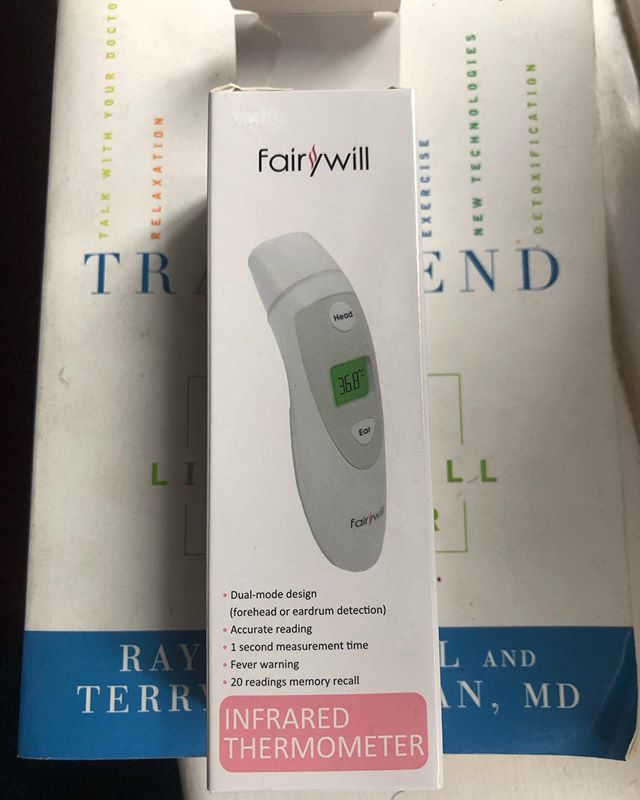 TALK WITH YOUR DOCTO
RELAXATION
EXERCISE
NEW TECHNOLOGIES
DETOXIFICATION
TR
END
LI
LL
R
RAY
L AND
TERRY
AN, MD
Fairywill
Head
36.8°C
Ear
Fairywill
• Dual-mode design
(forehead or eardrum detection)
• Accurate reading
• 1 second measurement time
• Fever warning
• 20 readings memory recall
INFRARED
THERMOMETER